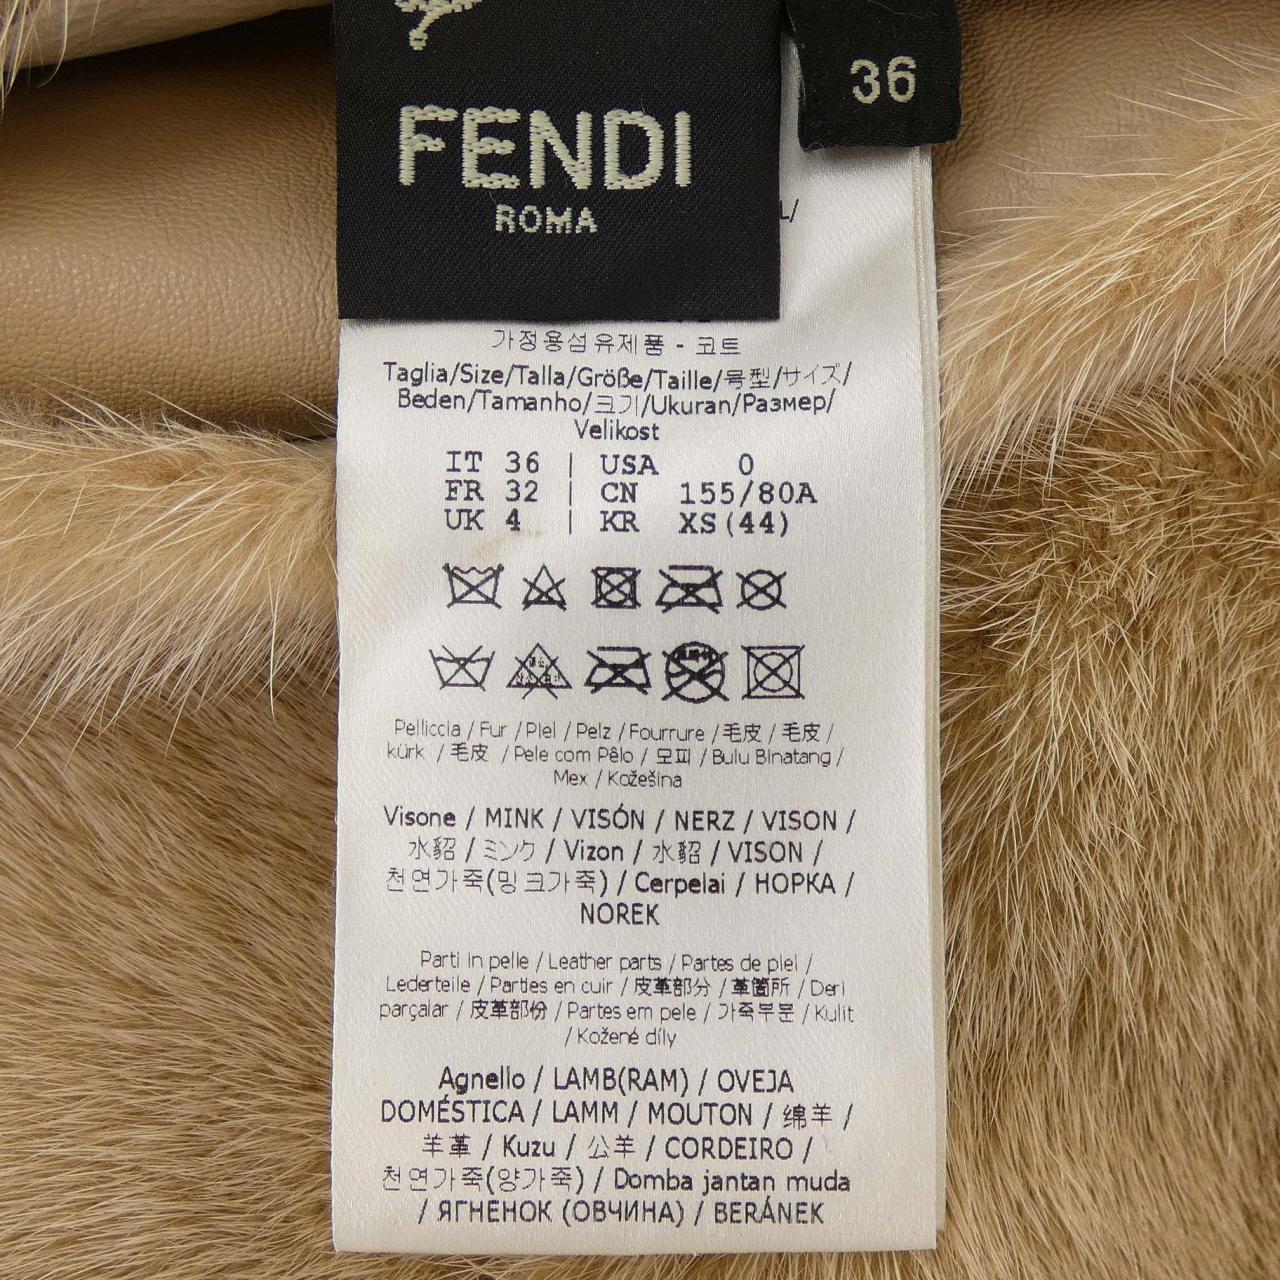 FENDI
ROMA
36
L/
가정용섬유제품 - 코트
Taglia/Size/Talla/Größe/Taille/号型/サイズ/
Beden/Tamanho/크기/Ukuran/Размер/
Velikost
IT 36 | USA 0
FR 32 | CN 155/80A
UK 4 | KR XS(44)
Pelliccia / Fur / Piel / Pelz / Fourrure / 毛皮 / 毛皮 /
kürk / 毛皮 / Pele com Pêlo / 모피 / Bulu Binatang /
Mex / Kožešina
Visone / MINK / VISÓN / NERZ / VISON /
水貂 / ミンク / Vizon / 水貂 / VISON /
천연가죽(밍크가죽) / Cerpelai / НОРКА /
NOREK
Parti in pelle / Leather parts / Partes de piel /
Lederteile / Parties en cuir / 皮革部分 / 革箇所 / Deri
parçalar / 皮革部份 / Partes em pele / 가죽부분 / Kulit
/ Kožené díly
Agnello / LAMB(RAM) / OVEJA
DOMÉSTICA / LAMM / MOUTON / 绵羊 /
羊革 / Kuzu / 公羊 / CORDEIRO /
천연가죽(양가죽) / Domba jantan muda
/ ЯГНЕНОК (ОВЧИНА) / BERÁNEK